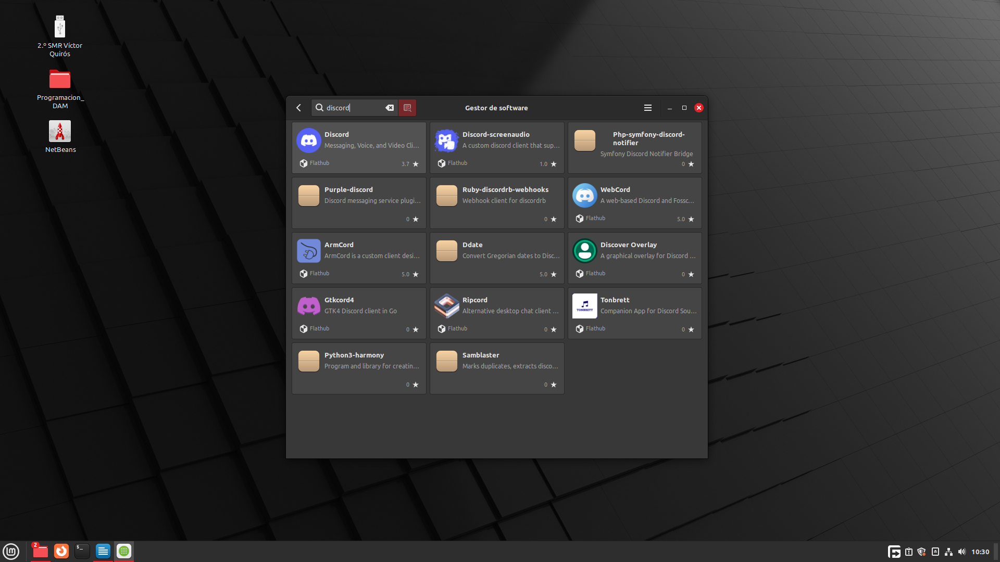 2.º SMR Víctor
Quirós
Programacion_
DAM
NetBeans
discord
Gestor de software
Discord
Messaging, Voice, and Video Cli...
Flathub
3.7
Discord-screenaudio
A custom discord client that sup...
Flathub
1.0
Php-symfony-discord-
notifier
Symfony Discord Notifier Bridge
0
Purple-discord
Discord messaging service plugi...
0
Ruby-discordrb-webhooks
Webhook client for discordrb
0
WebCord
A web-based Discord and Fossc...
Flathub
5.0
ArmCord
ArmCord is a custom client desi...
Flathub
5.0
Ddate
Convert Gregorian dates to Disc...
5.0
Discover Overlay
A graphical overlay for Discord ...
Flathub
0
Gtkcord4
GTK4 Discord client in Go
Flathub
0
Ripcord
Alternative desktop chat client ...
Flathub
0
TONBRETT
Tonbrett
Companion App for Discord Sou...
Flathub
0
Python3-harmony
Program and library for creatin...
0
Samblaster
Marks duplicates, extracts disco...
0
2
$_
10:30